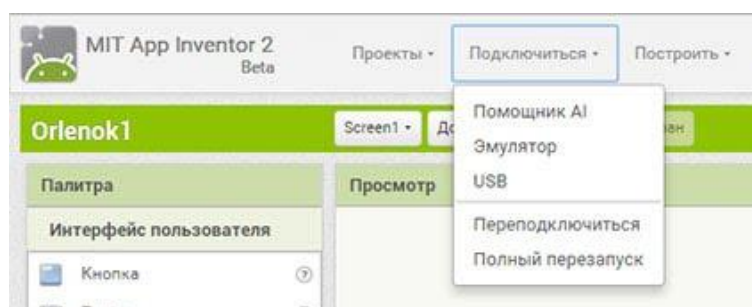 MIT App Inventor 2
Beta
Проекты
Подключиться
Построить
Orlenok1
Screen1
Помощник AI
Эмулятор
USB
Переподключиться
Полный перезапуск
Палитра
Просмотр
Интерфейс пользователя
Кнопка